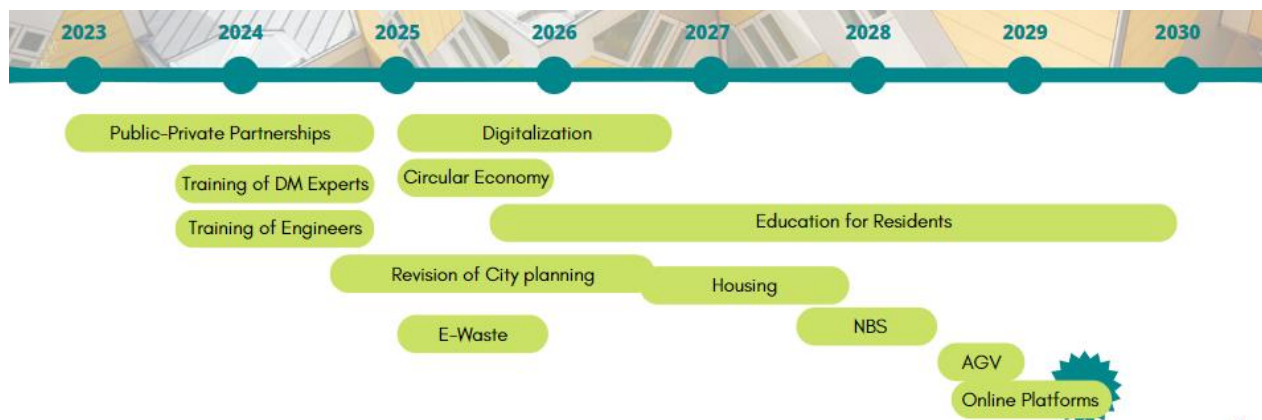 2023 2024 2025 2026 2027 2028 2029 2030
Public-Private Partnerships Digitalization
Training of DM Experts Circular Economy
Training of Engineers Education for Residents
Revision of City planning Housing
E-Waste NBS
AGV
Online Platforms